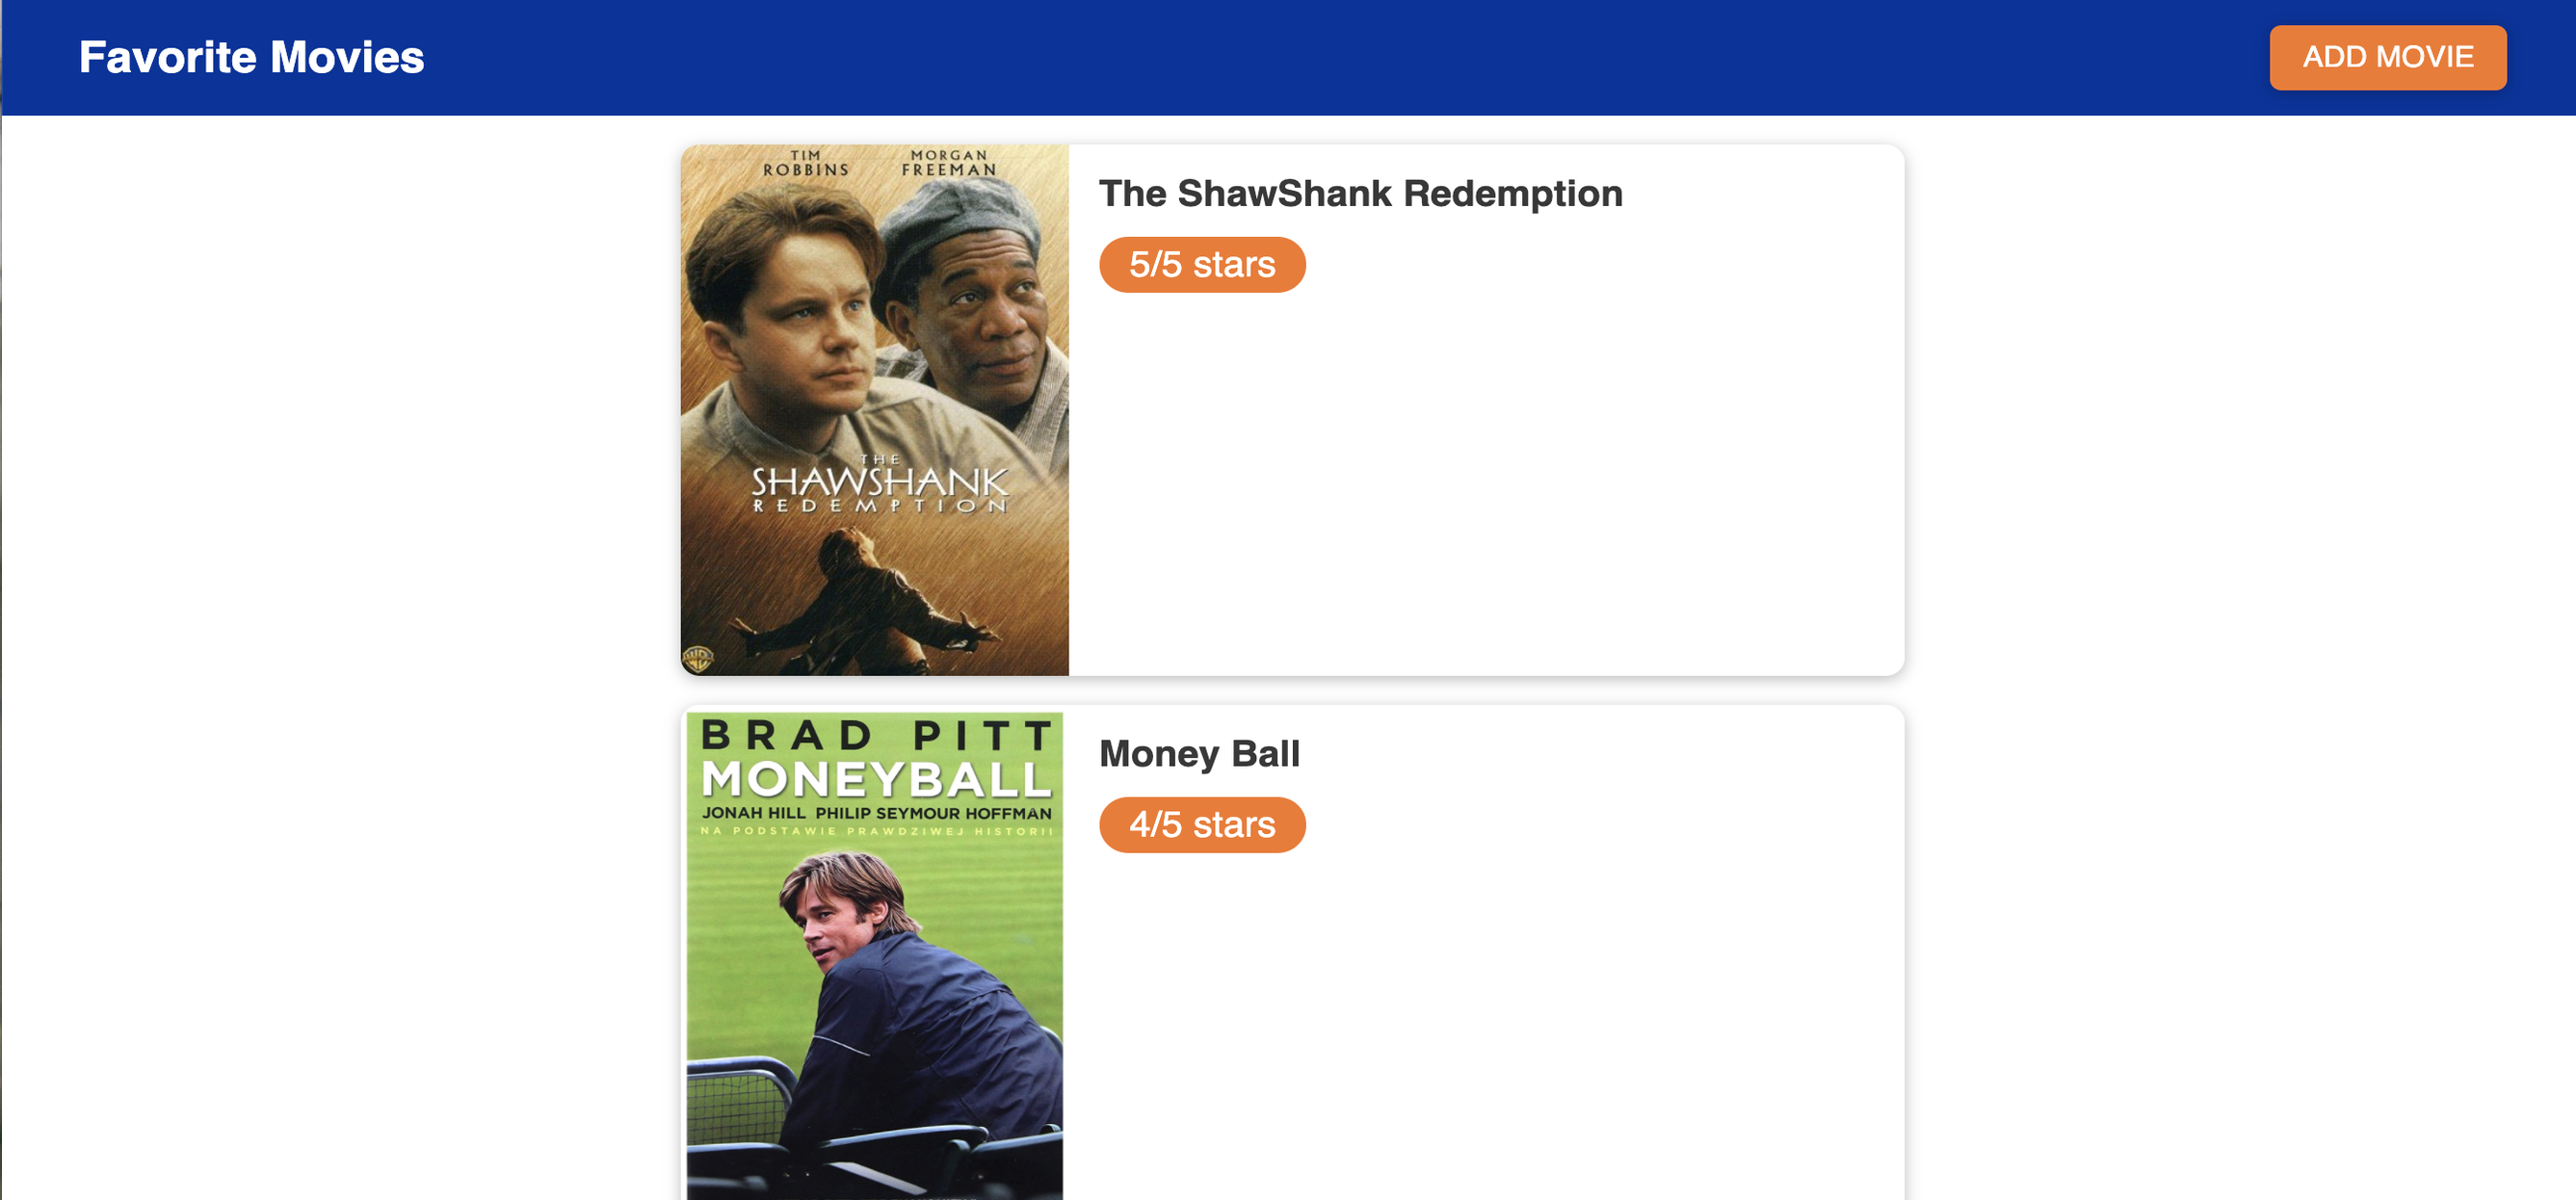 Favorite Movies
ADD MOVIE
TIM MORGAN
ROBBINS FREEMAN
The ShawShank Redemption
5/5 stars
THE
SHAWSHANK
REDEMPTION
BRAD PITT
MONEYBALL
JONAH HILL PHILIP SEYMOUR HOFFMAN
NA PODSTAWIE PRAWDZIWEJ HISTORII
Money Ball
4/5 stars